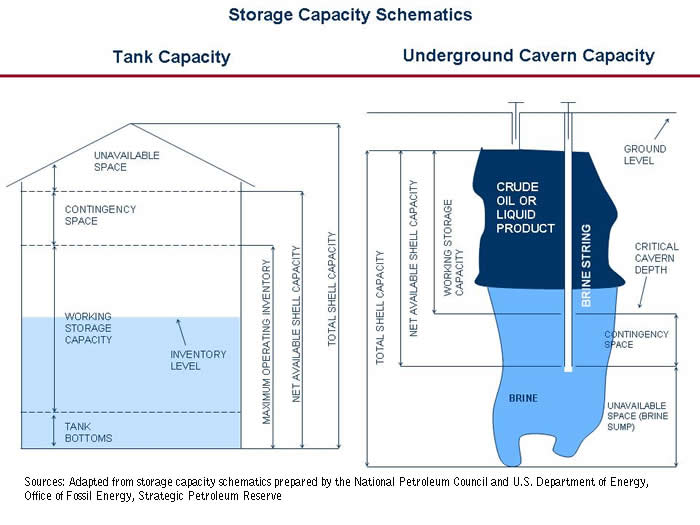 Storage Capacity Schematics
Tank Capacity
Underground Cavern Capacity
UNAVAILABLE
SPACE
CONTINGENCY
SPACE
WORKING
STORAGE
CAPACITY
INVENTORY
LEVEL
TANK
BOTTOMS
MAXIMUM OPERATING INVENTORY
NET AVAILABLE SHELL CAPACITY
TOTAL SHELL CAPACITY
TOTAL SHELL CAPACITY
NET AVAILABLE SHELL CAPACITY
WORKING STORAGE
CAPACITY
CRUDE
OIL OR
LIQUID
PRODUCT
BRINE STRING
BRINE
GROUND
LEVEL
CRITICAL
CAVERN
DEPTH
CONTINGENCY
SPACE
UNAVAILABLE
SPACE (BRINE
SUMP)
Sources: Adapted from storage capacity schematics prepared by the National Petroleum Council and U.S. Department of Energy,
Office of Fossil Energy, Strategic Petroleum Reserve